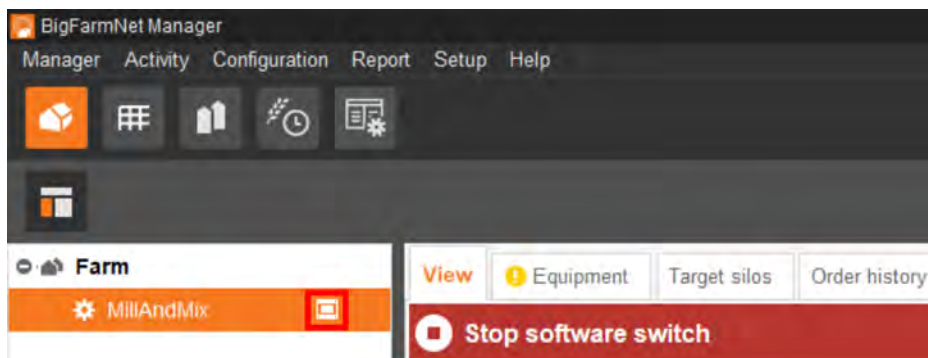 BigFarmNet Manager
Manager Activity Configuration Report Setup Help
Farm
MillAndMix
View Equipment Target silos Order history
Stop software switch